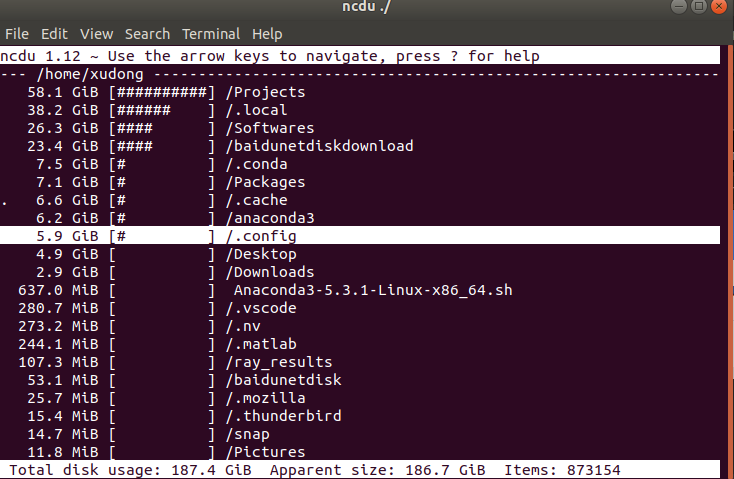 ncdu ./
File Edit View Search Terminal Help
ncdu 1.12 ~ Use the arrow keys to navigate, press ? for help
--- /home/xudong ---------------------------------------------------------------
58.1 GiB [##########] /Projects
38.2 GiB [######    ] /.local
26.3 GiB [####      ] /Softwares
23.4 GiB [####      ] /baidunetdiskdownload
7.5 GiB [#         ] /.conda
7.1 GiB [#         ] /Packages
. 6.6 GiB [#         ] /.cache
6.2 GiB [#         ] /anaconda3
5.9 GiB [#         ] /.config
4.9 GiB [          ] /Desktop
2.9 GiB [          ] /Downloads
637.0 MiB [          ] Anaconda3-5.3.1-Linux-x86_64.sh
280.7 MiB [          ] /.vscode
273.2 MiB [          ] /.nv
244.1 MiB [          ] /.matlab
107.3 MiB [          ] /ray_results
53.1 MiB [          ] /baidunetdisk
25.7 MiB [          ] /.mozilla
15.4 MiB [          ] /.thunderbird
14.7 MiB [          ] /snap
11.8 MiB [          ] /Pictures
Total disk usage: 187.4 GiB  Apparent size: 186.7 GiB  Items: 873154